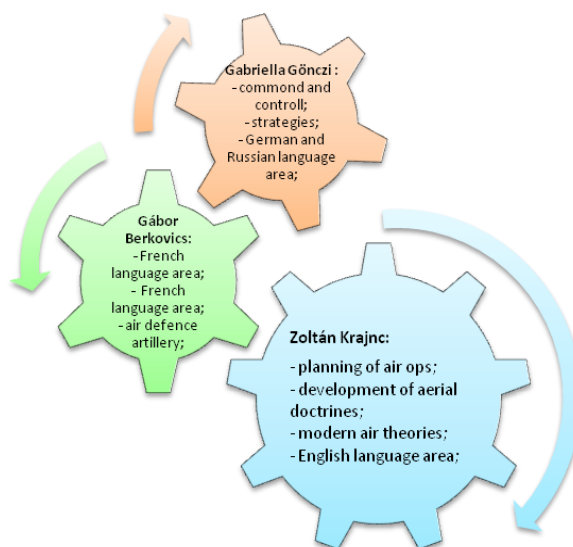 Gabriella Gönczi :
- commond and
controll;
- strategies;
- German and
Russian language
area;
Gábor
Berkovics:
- French
language area;
- French
language area;
- air defence
artillery;
Zoltán Krajnc:
- planning of air ops;
- development of aerial
doctrines;
- modern air theories;
- English language area;